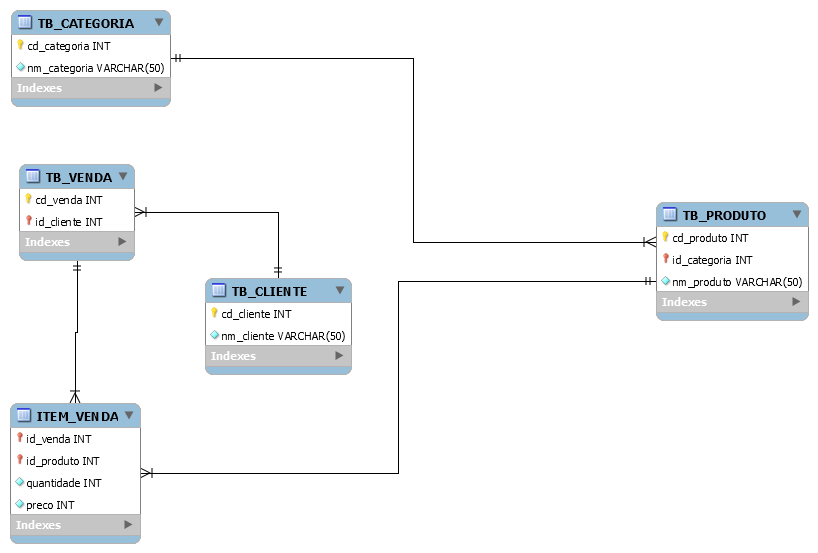 TB_CATEGORIA
cd_categoria INT
nm_categoria VARCHAR(50)
Indexes
TB_VENDA
cd_venda INT
id_cliente INT
Indexes
TB_CLIENTE
cd_cliente INT
nm_cliente VARCHAR(50)
Indexes
TB_PRODUTO
cd_produto INT
id_categoria INT
nm_produto VARCHAR(50)
Indexes
ITEM_VENDA
id_venda INT
id_produto INT
quantidade INT
preco INT
Indexes